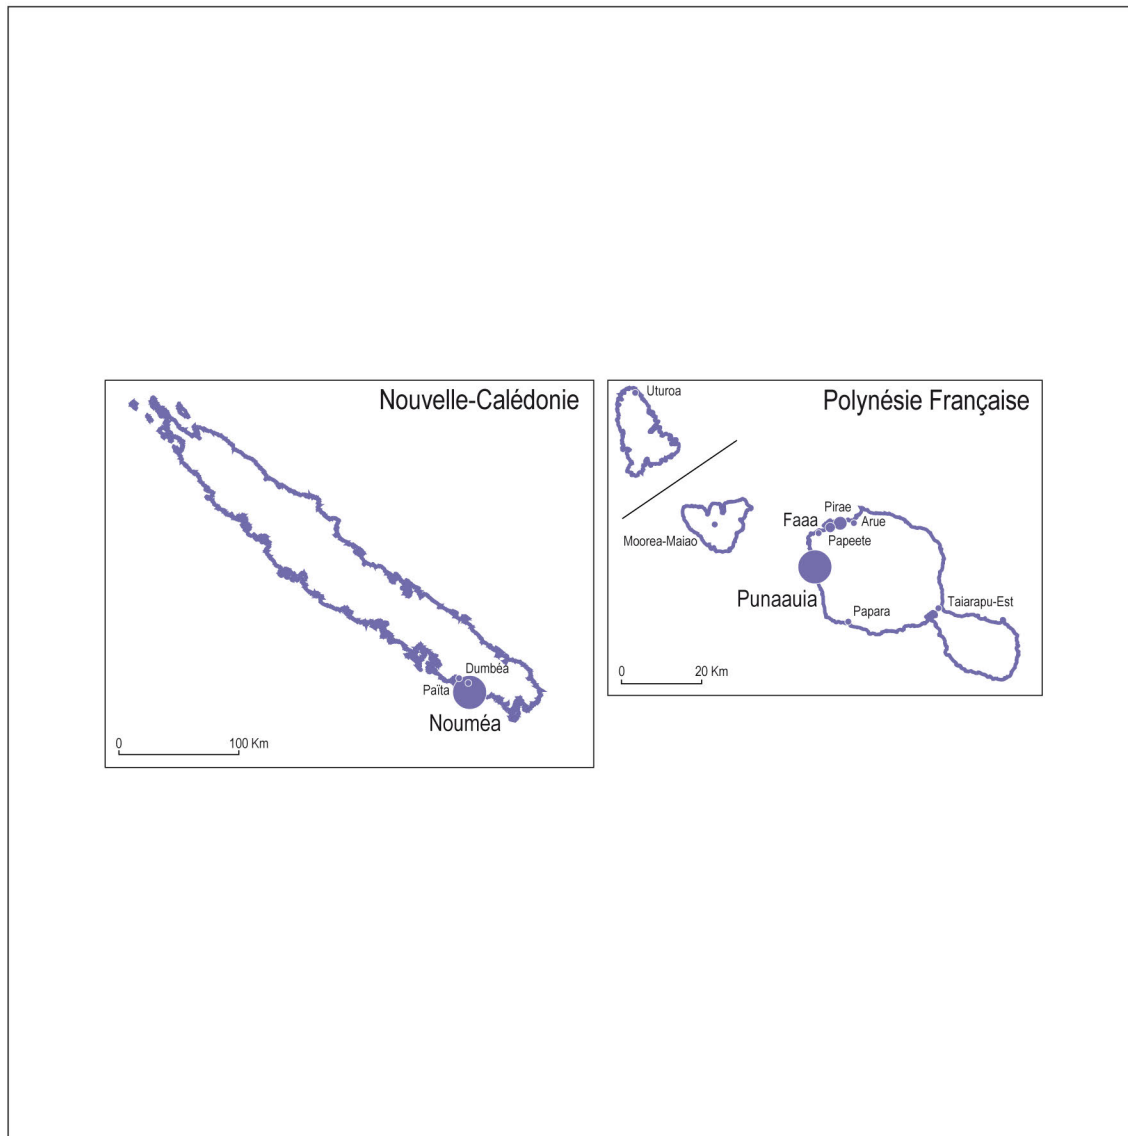 Nouvelle-Calédonie
Dumbéa
Païta
Nouméa
0
100 Km
Polynésie Française
Uturoa
Pirae
Faaa
Arue
Moorea-Maiao
Papeete
Punaauia
Taiarapu-Est
Papara
0
20 Km